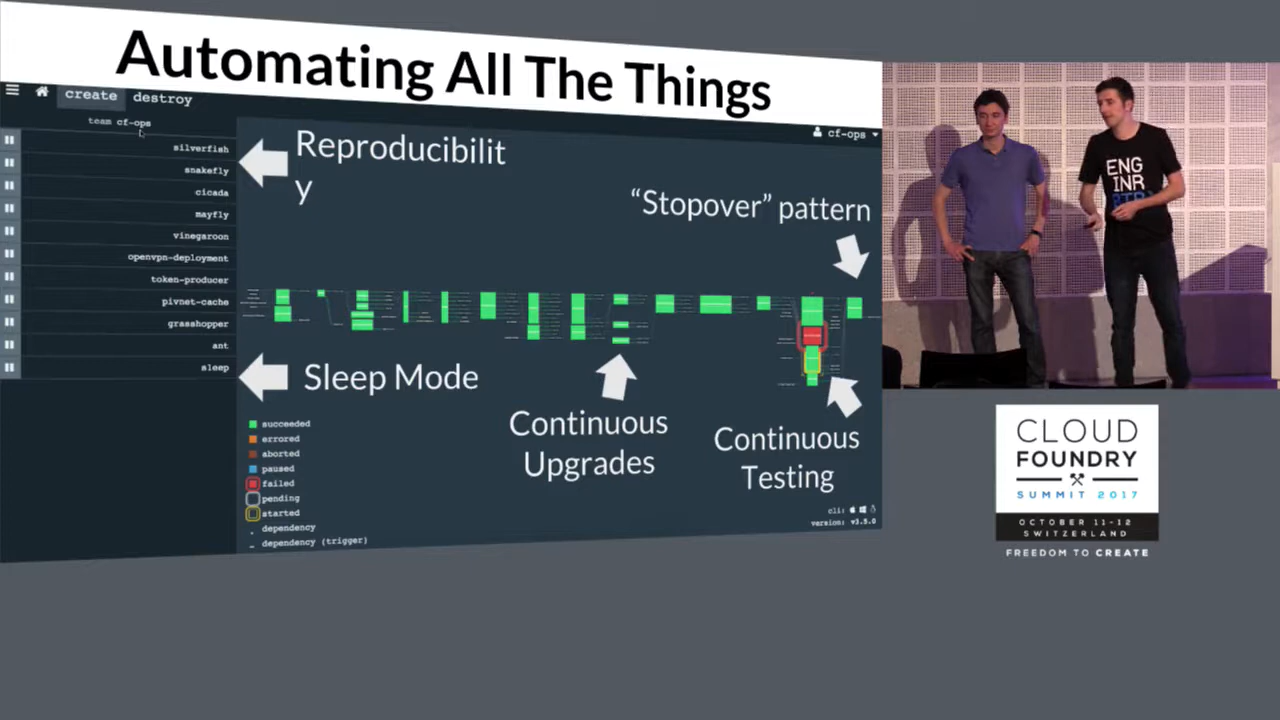 Automating All The Things
create destroy
team cf-ops
cf-ops
silverfish
snakefly
cicada
mayfly
vinegaroon
openvpn-deployment
token-producer
pivnet-cache
grasshopper
ant
sleep
Reproducibilit
y
"Stopover" pattern
Sleep Mode
Continuous
Upgrades
Continuous
Testing
succeeded
errored
aborted
paused
failed
pending
started
dependency
dependency (trigger)
cli:
version: v3.5.0
ENG
INR
CLOUD
FOUNDRY
SUMMIT 2017
OCTOBER 11-12
SWITZERLAND
FREEDOM TO CREATE